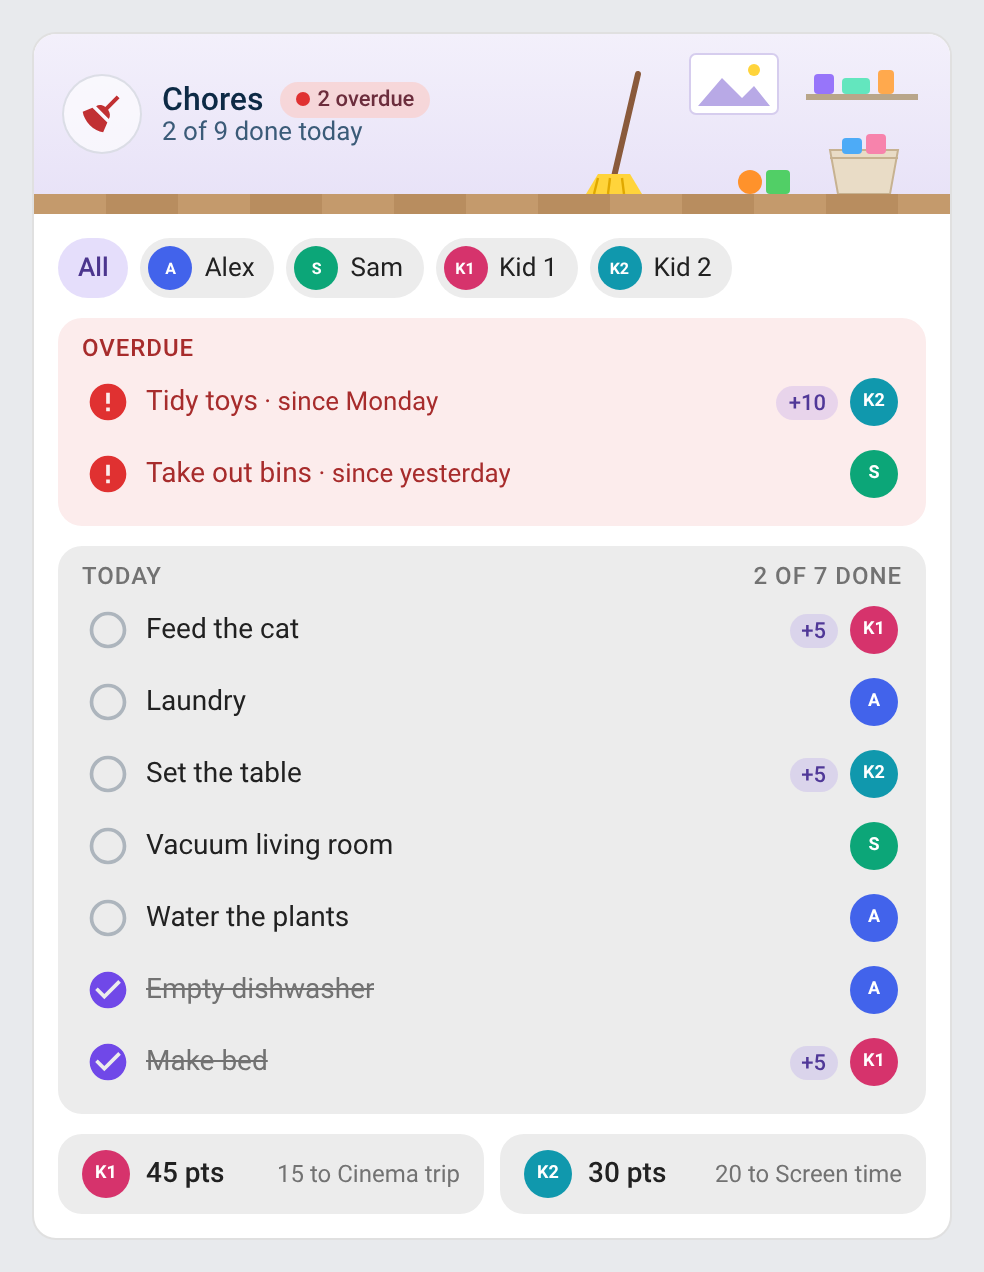 Chores 2 overdue
2 of 9 done today
All A Alex S Sam K1 Kid 1 K2 Kid 2
OVERDUE
! Tidy toys · since Monday +10 K2
! Take out bins · since yesterday S
TODAY 2 OF 7 DONE
Feed the cat +5 K1
Laundry A
Set the table +5 K2
Vacuum living room S
Water the plants A
Empty dishwasher A
Make bed +5 K1
K1 45 pts 15 to Cinema trip K2 30 pts 20 to Screen time